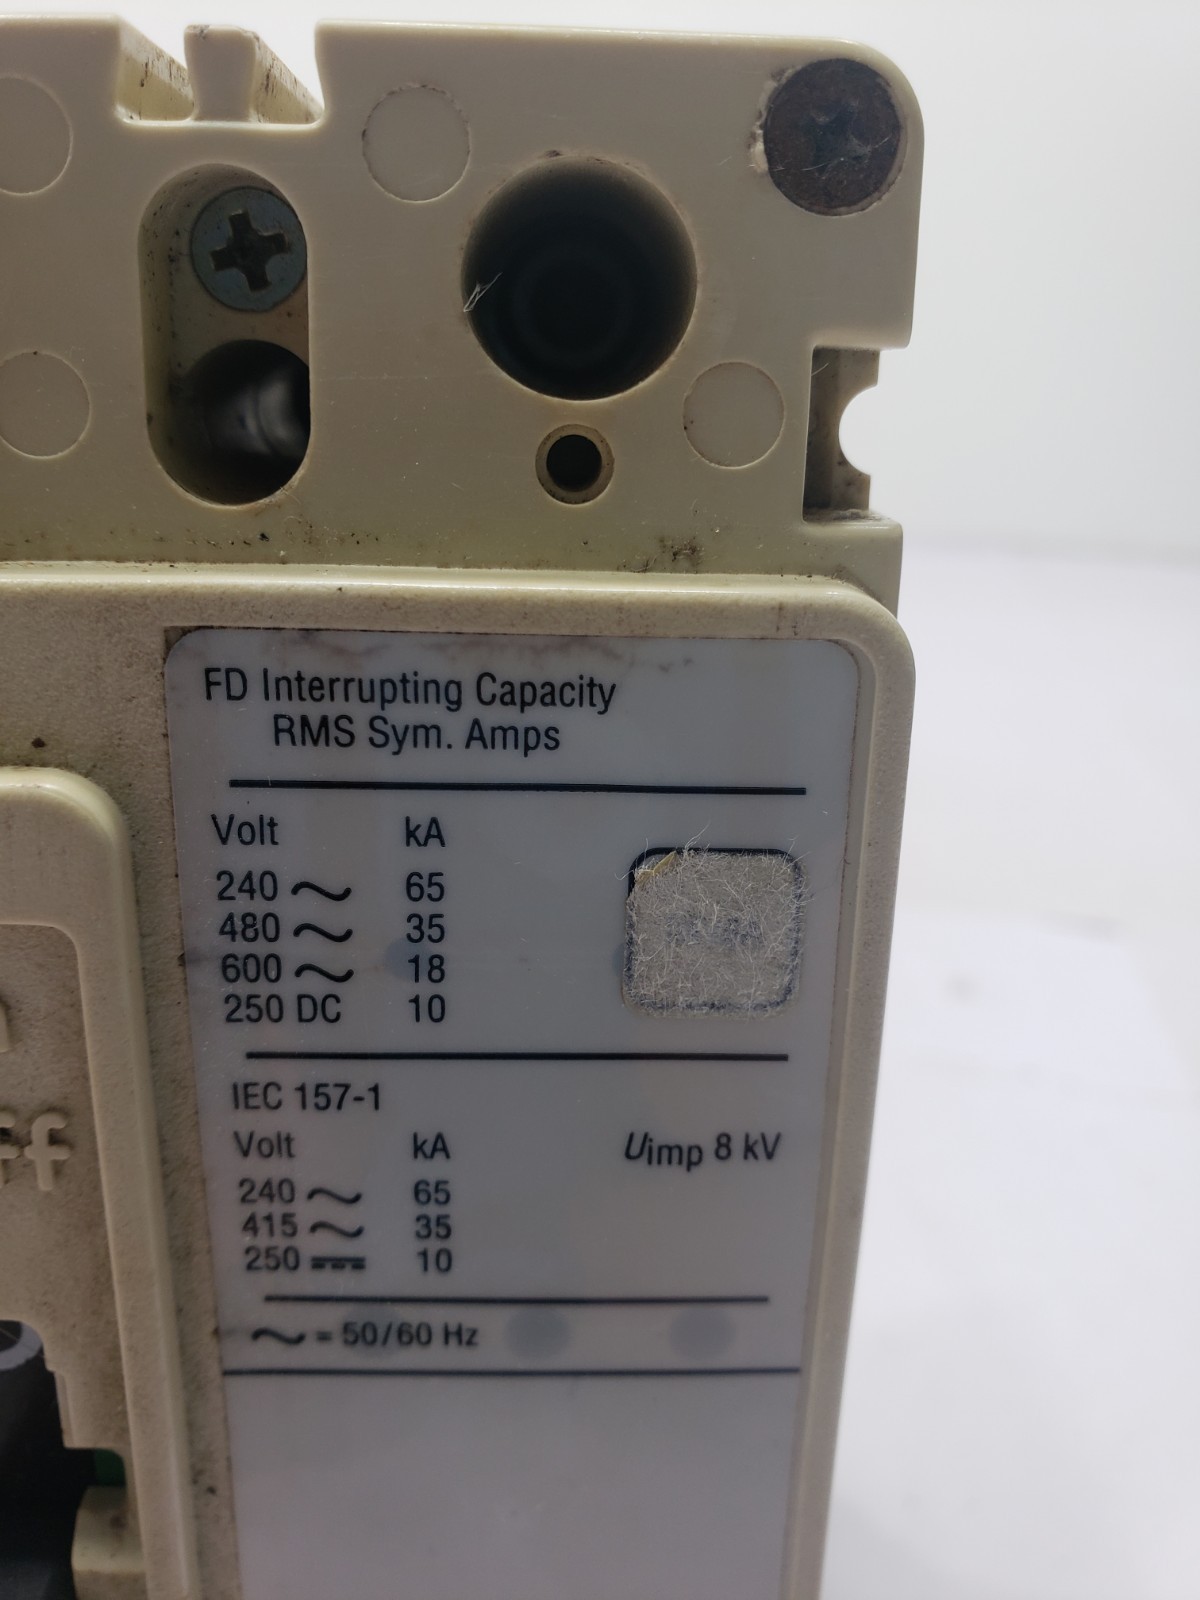 FD Interrupting Capacity
RMS Sym. Amps
Volt kA
240 ~ 65
480 ~ 35
600 ~ 18
250 DC 10
IEC 157-1
Volt kA Uimp 8 kV
240 ~ 65
415 ~ 35
250 ⎓ 10
~ = 50/60 Hz
ff